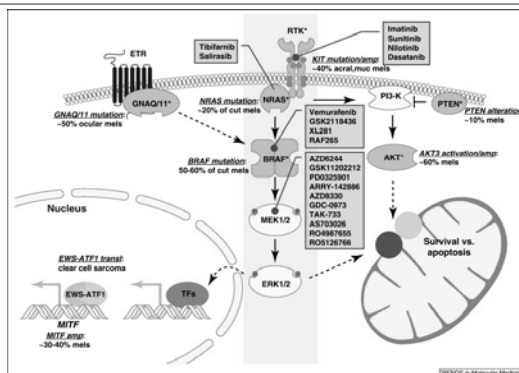 RTK*
Imatinib
Sunitinib
Nilotinib
Dasatanib
ETR
Tibifarnib
Salirasib
KIT mutation/amp:
~40% acral,muc mels
GNAQ/11*
NRAS*
PI3-K
PTEN*
NRAS mutation:
~20% of cut mels
PTEN alteration
~10% mels
GNAQ/11 mutation:
~50% ocular mels
Vemurafenib
GSK2118436
XL281
RAF265
BRAF*
BRAF mutation:
50-60% of cut mels
AKT*
AKT3 activation/amp:
~60% mels
AZD6244
GSK11202212
PD0325901
ARRY-142886
AZD8330
GDC-0973
TAK-733
AS703026
RO4987655
RO5126766
MEK1/2
Nucleus
EWS-ATF1 transl:
clear cell sarcoma
Survival vs.
apoptosis
EWS-ATF1
TFs
ERK1/2
MITF
MITF amp:
~30-40% mels
TRENDS in Molecular Medicine